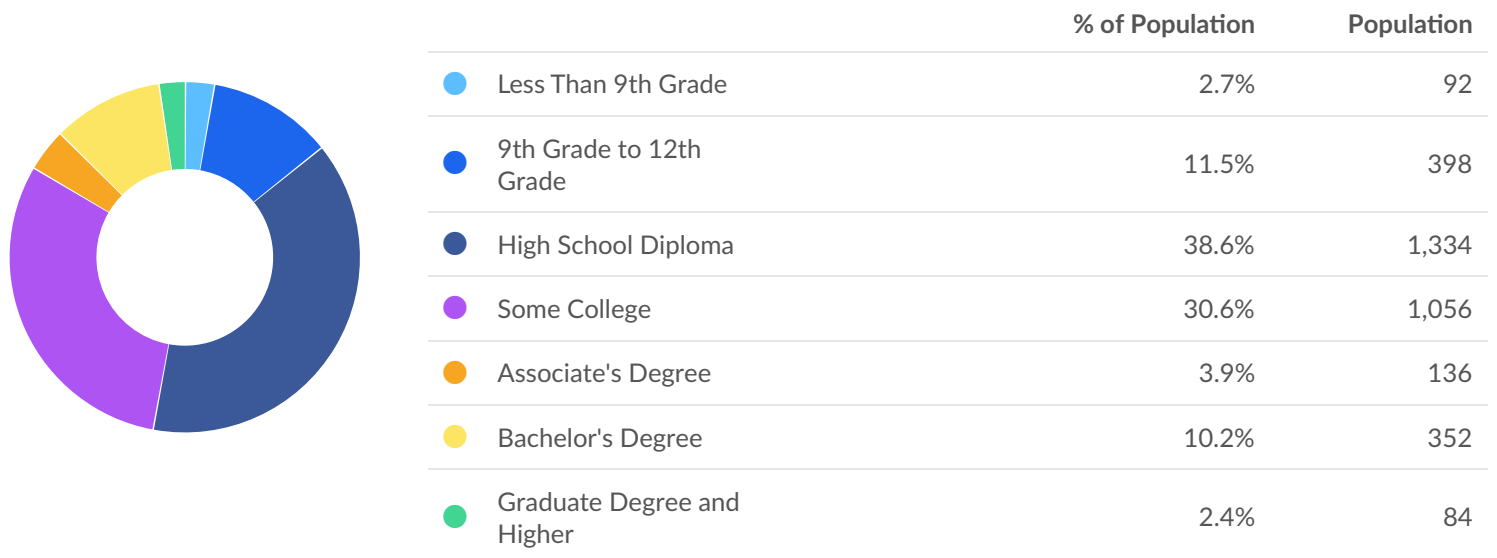 % of Population Population
Less Than 9th Grade 2.7% 92
9th Grade to 12th
Grade 11.5% 398
High School Diploma 38.6% 1,334
Some College 30.6% 1,056
Associate's Degree 3.9% 136
Bachelor's Degree 10.2% 352
Graduate Degree and
Higher 2.4% 84